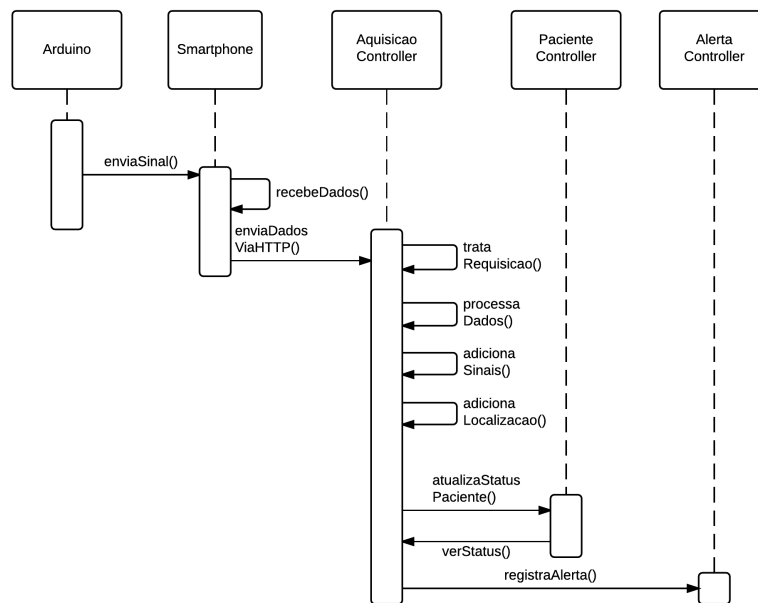 Arduino
Smartphone
Aquisicao
Controller
Paciente
Controller
Alerta
Controller
enviaSinal()
recebeDados()
enviaDados
ViaHTTP()
trata
Requisicao()
processa
Dados()
adiciona
Sinais()
adiciona
Localizacao()
atualizaStatus
Paciente()
verStatus()
registraAlerta()